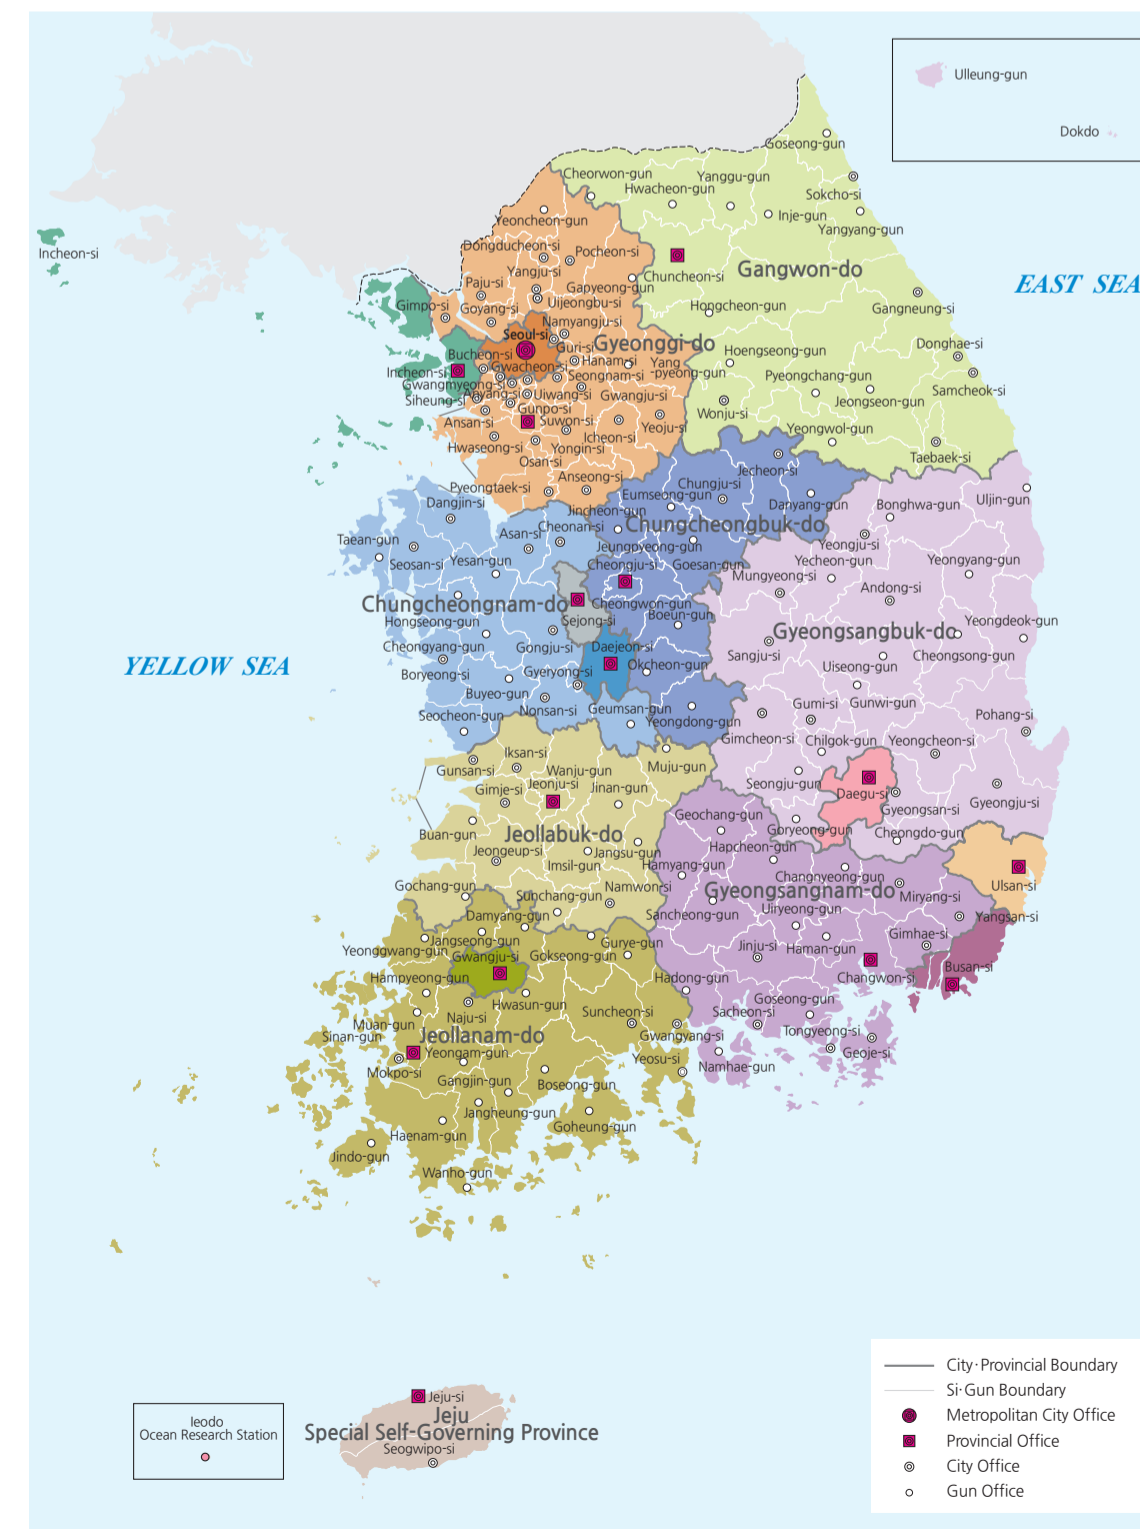 Ulleung-gun
Dokdo
Goseong-gun
Cheorwon-gun
Yanggu-gun
Hwacheon-gun
Sokcho-si
Inje-gun
Yeoncheon-gun
Yangyang-gun
Incheon-si
Dongducheon-si
Pocheon-si
Yangju-si
Chuncheon-si
Gangwon-do
Paju-si
Gapyeong-gun
EAST SEA
Gimpo-si
Goyang-si
Uijeongbu-si
Hongcheon-gun
Gangneung-si
Namyangju-si
Seoul-si
Gyeonggi-do
Donghae-si
Bucheon-si
Guri-si
Hoengseong-gun
Hanam-si
Yang
-pyeong-gun
Incheon-si
Gwacheon-si
Gwangmyeong-si
Seongnam-si
Pyeongchang-gun
Samcheok-si
Siheung-si
Anyang-si
Uiwang-si
Gwangju-si
Jeongseon-gun
Gunpo-si
Wonju-si
Ansan-si
Suwon-si
Yeoju-si
Yeongwol-gun
Icheon-si
Hwaseong-si
Yongin-si
Osan-si
Taebaek-si
Jecheon-si
Anseong-si
Pyeongtaek-si
Chungju-si
Eumseong-gun
Danyang-gun
Bonghwa-gun
Uljin-gun
Dangjin-si
Jincheon-gun
Chungcheongbuk-do
Cheonan-si
Asan-si
Taean-gun
Jeungpyeong-gun
Yeongju-si
Seosan-si
Yesan-gun
Cheongju-si
Goesan-gun
Yecheon-gun
Yeongyang-gun
Mungyeong-si
Andong-si
Chungcheongnam-do
Cheongwon-gun
Boeun-gun
Hongseong-gun
Sejong-si
Gyeongsangbuk-do
Yeongdeok-gun
Cheongyang-gun
Gongju-si
Daejeon-si
Sangju-si
Cheongsong-gun
YELLOW SEA
Okcheon-gun
Uiseong-gun
Boryeong-si
Gyeryong-si
Buyeo-gun
Gumi-si
Gunwi-gun
Nonsan-si
Geumsan-gun
Seocheon-gun
Yeongdong-gun
Pohang-si
Gimcheon-si
Chilgok-gun
Yeongcheon-si
Iksan-si
Gunsan-si
Wanju-gun
Muju-gun
Jeonju-si
Gimje-si
Jinan-gun
Seongju-gun
Daegu-si
Gyeongju-si
Gyeongsan-si
Geochang-gun
Goryeong-gun
Buan-gun
Jeollabuk-do
Cheongdo-gun
Hapcheon-gun
Jeongeup-si
Jangsu-gun
Imsil-gun
Hamyang-gun
Changnyeong-gun
Gochang-gun
Namwon-si
Gyeongsangnam-do
Ulsan-si
Sunchang-gun
Miryang-si
Damyang-gun
Sancheong-gun
Uiryeong-gun
Yangsan-si
Jangseong-gun
Gurye-gun
Gimhae-si
Yeonggwang-gun
Jinju-si
Haman-gun
Gwangju-si
Gokseong-gun
Busan-si
Hampyeong-gun
Hadong-gun
Changwon-si
Hwasun-gun
Goseong-gun
Naju-si
Suncheon-si
Sacheon-si
Muan-gun
Tongyeong-si
Sinan-gun
Jeollanam-do
Gwangyang-si
Yeongam-gun
Yeosu-si
Geoje-si
Mokpo-si
Namhae-gun
Gangjin-gun
Boseong-gun
Jangheung-gun
Goheung-gun
Haenam-gun
Jindo-gun
Wanho-gun
City·Provincial Boundary
Si·Gun Boundary
Metropolitan City Office
Provincial Office
City Office
Gun Office
Jeju-si
Jeju
Special Self-Governing Province
Seogwipo-si
Ieodo
Ocean Research Station